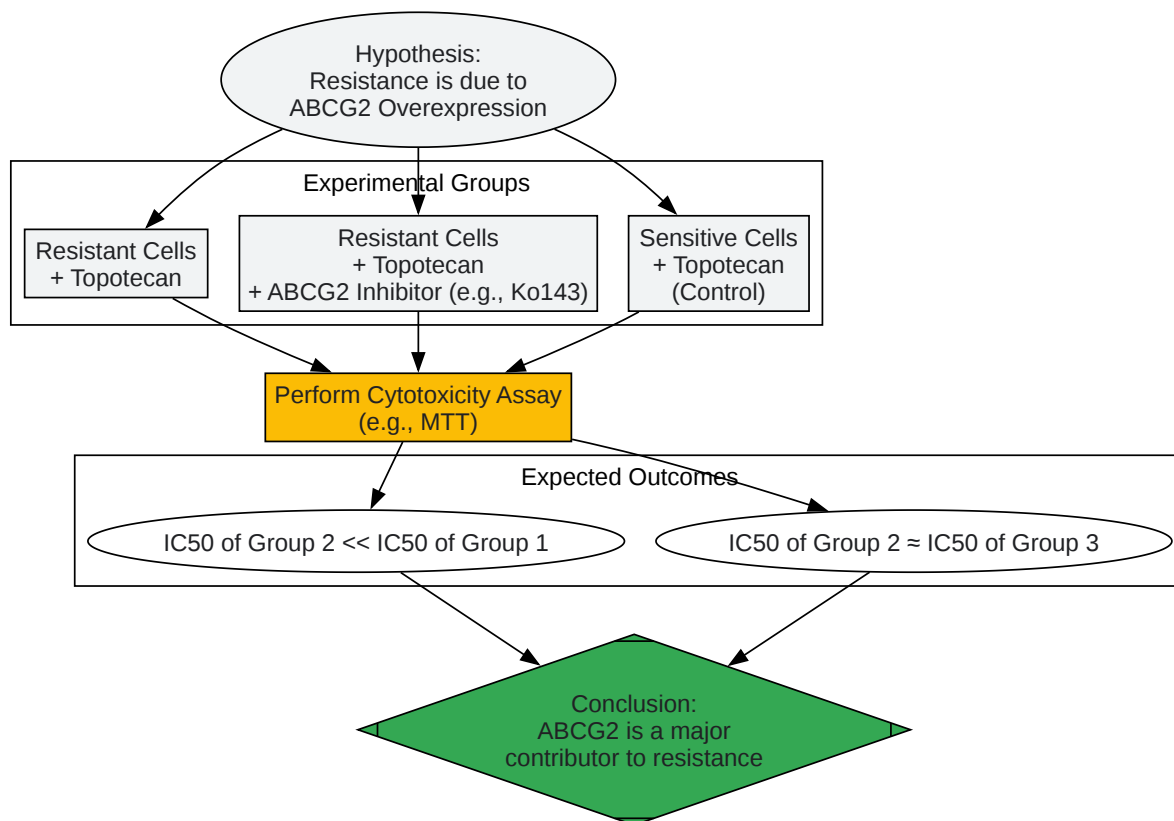 Hypothesis:
Resistance is due to
ABCG2 Overexpression
Experimental Groups
Resistant Cells
+ Topotecan
Resistant Cells
+ Topotecan
+ ABCG2 Inhibitor (e.g., Ko143)
Sensitive Cells
+ Topotecan
(Control)
Perform Cytotoxicity Assay
(e.g., MTT)
Expected Outcomes
IC50 of Group 2 << IC50 of Group 1
IC50 of Group 2 ≈ IC50 of Group 3
Conclusion:
ABCG2 is a major
contributor to resistance